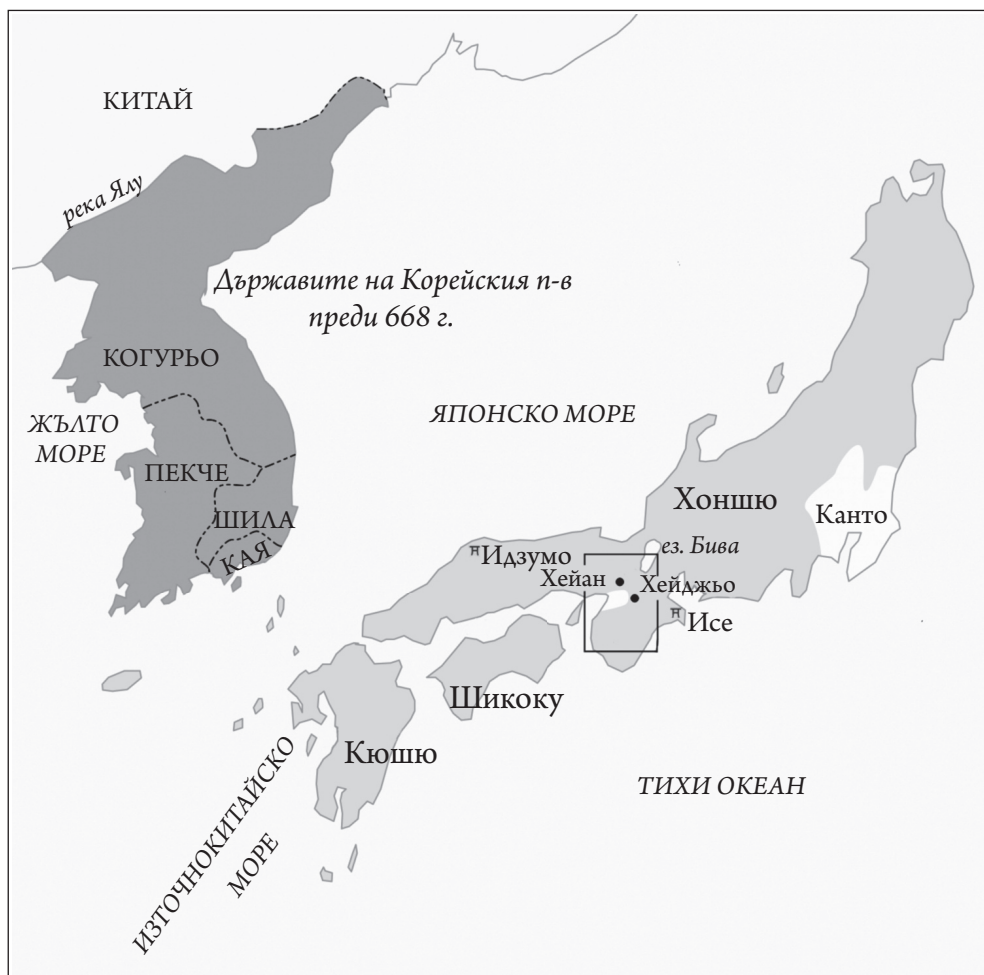 КИТАЙ
река Ялу
Държавите на Корейския п-в
преди 668 г.
КОГУРЬО
ЖЪЛТО
МОРЕ
ЯПОНСКО МОРЕ
ПЕКЧЕ
ШИЛА
КАЯ
Хоншю
Канто
ез. Бива
Идзумо
Хейан
Хейджьо
Исе
Шикоку
Кюшю
ИЗТОЧНОКИТАЙСКО
МОРЕ
ТИХИ ОКЕАН